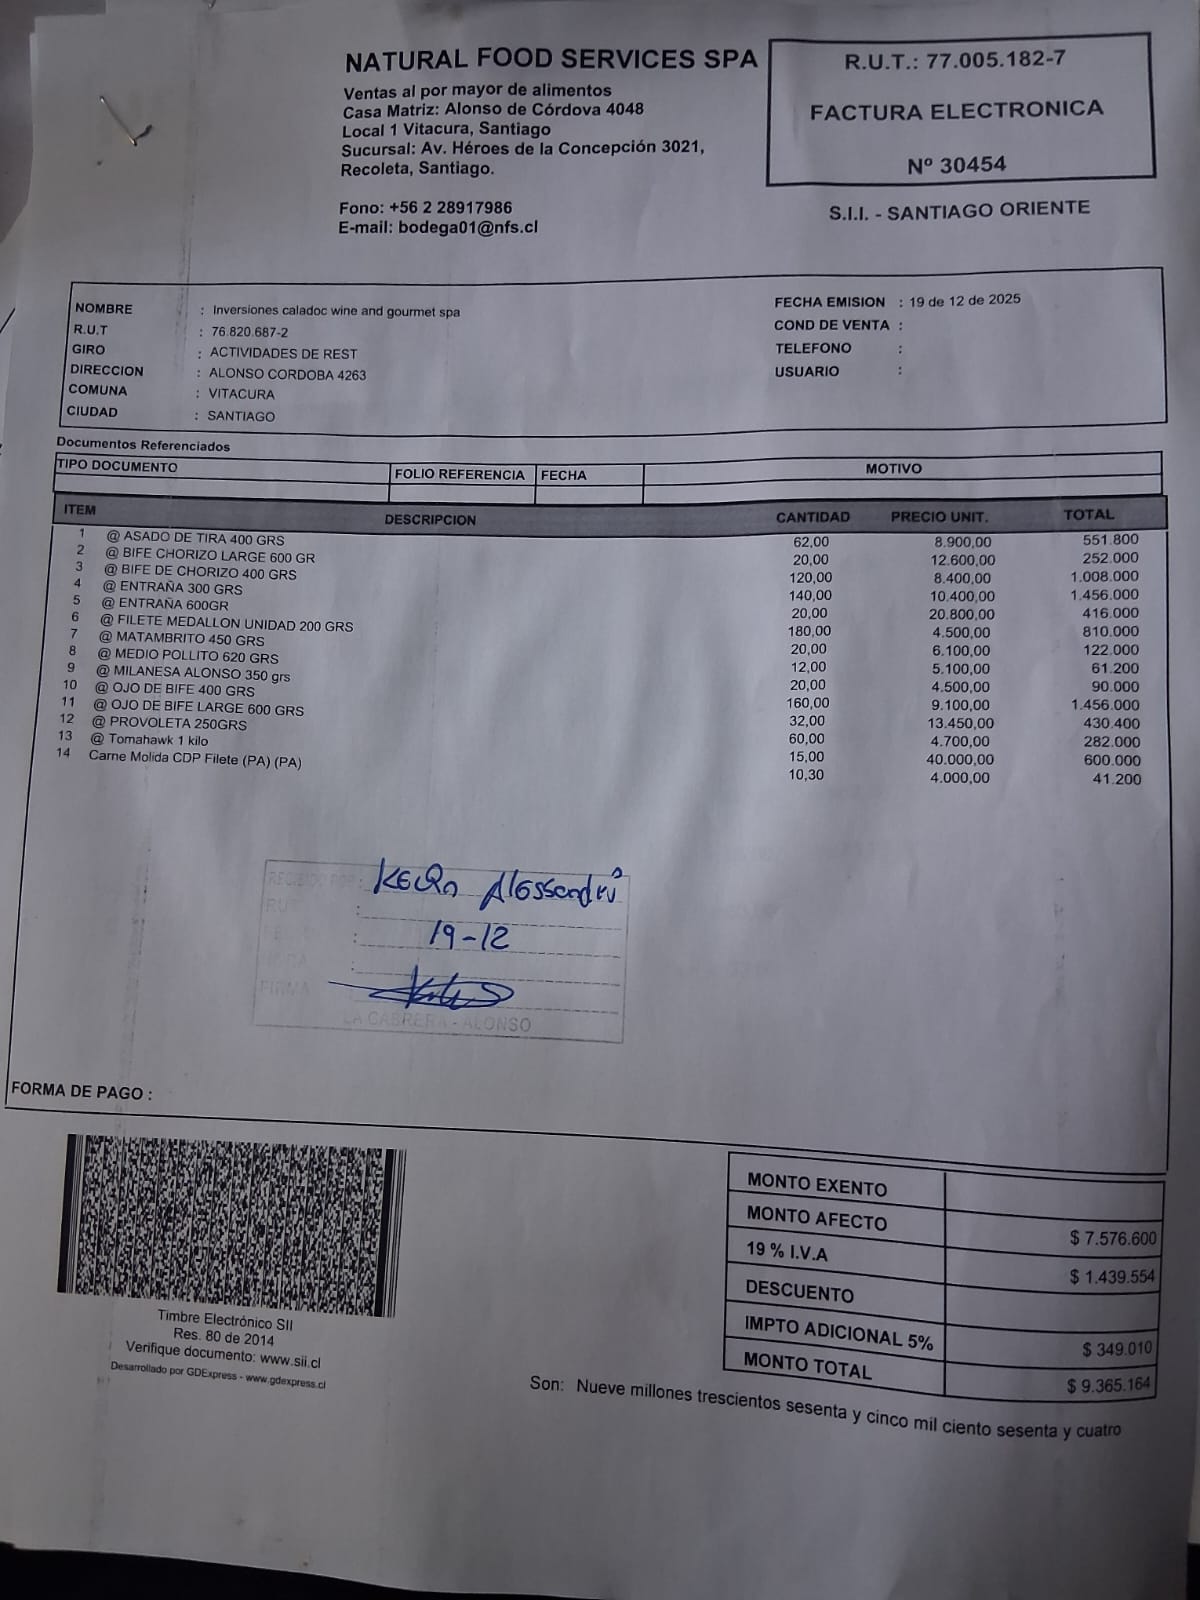 NATURAL FOOD SERVICES SPA
Ventas al por mayor de alimentos
Casa Matriz: Alonso de Córdova 4048
Local 1 Vitacura, Santiago
Sucursal: Av. Héroes de la Concepción 3021,
Recoleta, Santiago.
Fono: +56 2 28917986
E-mail: bodega01@nfs.cl
R.U.T.: 77.005.182-7
FACTURA ELECTRONICA
Nº 30454
S.I.I. - SANTIAGO ORIENTE
NOMBRE : Inversiones caladoc wine and gourmet spa
R.U.T : 76.820.687-2
GIRO : ACTIVIDADES DE REST
DIRECCION : ALONSO CORDOBA 4263
COMUNA : VITACURA
CIUDAD : SANTIAGO
FECHA EMISION : 19 de 12 de 2025
COND DE VENTA :
TELEFONO :
USUARIO :
Documentos Referenciados
TIPO DOCUMENTO FOLIO REFERENCIA FECHA MOTIVO
ITEM DESCRIPCION CANTIDAD PRECIO UNIT. TOTAL
1 @ ASADO DE TIRA 400 GRS 62,00 8.900,00 551.800
2 @ BIFE CHORIZO LARGE 600 GR 20,00 12.600,00 252.000
3 @ BIFE DE CHORIZO 400 GRS 120,00 8.400,00 1.008.000
4 @ ENTRAÑA 300 GRS 140,00 10.400,00 1.456.000
5 @ ENTRAÑA 600GR 20,00 20.800,00 416.000
6 @ FILETE MEDALLON UNIDAD 200 GRS 180,00 4.500,00 810.000
7 @ MATAMBRITO 450 GRS 20,00 6.100,00 122.000
8 @ MEDIO POLLITO 620 GRS 12,00 5.100,00 61.200
9 @ MILANESA ALONSO 350 grs 20,00 4.500,00 90.000
10 @ OJO DE BIFE 400 GRS 160,00 9.100,00 1.456.000
11 @ OJO DE BIFE LARGE 600 GRS 32,00 13.450,00 430.400
12 @ PROVOLETA 250GRS 60,00 4.700,00 282.000
13 @ Tomahawk 1 kilo 15,00 40.000,00 600.000
14 Carne Molida CDP Filete (PA) (PA) 10,30 4.000,00 41.200
RECIBIDO POR : Kevin Alessandri
RUT :
19-12
FIRMA
LA CABRERA - ALONSO
FORMA DE PAGO :
Timbre Electrónico SII
Res. 80 de 2014
Verifique documento: www.sii.cl
Desarrollado por GDExpress - www.gdexpress.cl
MONTO EXENTO
MONTO AFECTO $ 7.576.600
19 % I.V.A $ 1.439.554
DESCUENTO
IMPTO ADICIONAL 5% $ 349.010
MONTO TOTAL $ 9.365.164
Son: Nueve millones trescientos sesenta y cinco mil ciento sesenta y cuatro